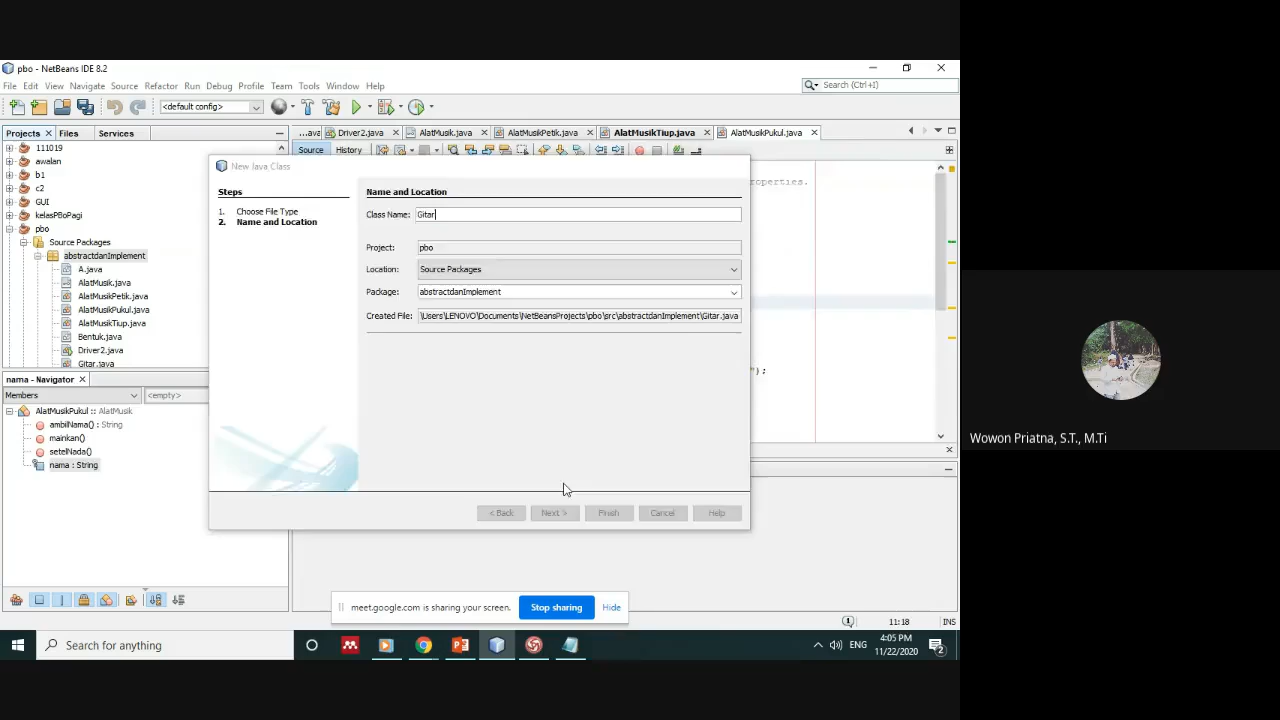 pbo - NetBeans IDE 8.2
File Edit View Navigate Source Refactor Run Debug Profile Team Tools Window Help
Search (Ctrl+I)
<default config>
Projects Files Services
...ava Driver2.java AlatMusik.java AlatMusikPetik.java AlatMusikTiup.java AlatMusikPukul.java
Source History
111019
awalan
b1
c2
GUI
kelasPBoPagi
pbo
Source Packages
abstractdanImplement
A.java
AlatMusik.java
AlatMusikPetik.java
AlatMusikPukul.java
AlatMusikTiup.java
Bentuk.java
Driver2.java
Gitar.java
New Java Class
Steps
1. Choose File Type
2. Name and Location
Name and Location
Class Name: Gitar
Project: pbo
Location: Source Packages
Package: abstractdanImplement
Created File: \Users\LENOVO\Documents\NetBeansProjects\pbo\src\abstractdanImplement\Gitar.java
< Back Next > Finish Cancel Help
roperties.
");
nama - Navigator
Members <empty>
AlatMusikPukul :: AlatMusik
ambilNama() : String
mainkan()
setelNada()
nama : String
meet.google.com is sharing your screen. Stop sharing Hide
11:18 INS
Search for anything
ENG
4:05 PM
11/22/2020
2
Wowon Priatna, S.T., M.Ti